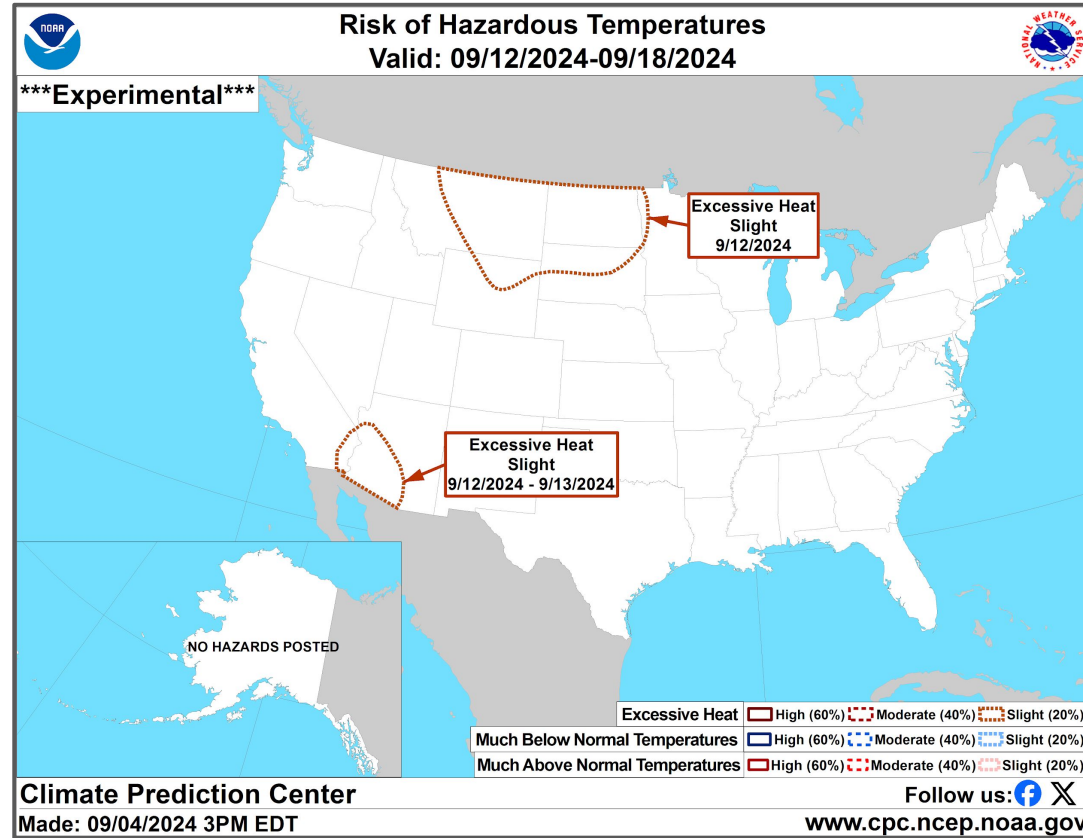 NOAA
Risk of Hazardous Temperatures
Valid: 09/12/2024-09/18/2024
NATIONAL WEATHER SERVICE
***Experimental***
Excessive Heat
Slight
9/12/2024
Excessive Heat
Slight
9/12/2024 - 9/13/2024
NO HAZARDS POSTED
Excessive Heat High (60%) Moderate (40%) Slight (20%)
Much Below Normal Temperatures High (60%) Moderate (40%) Slight (20%)
Much Above Normal Temperatures High (60%) Moderate (40%) Slight (20%)
Climate Prediction Center
Follow us:
Made: 09/04/2024 3PM EDT
www.cpc.ncep.noaa.gov